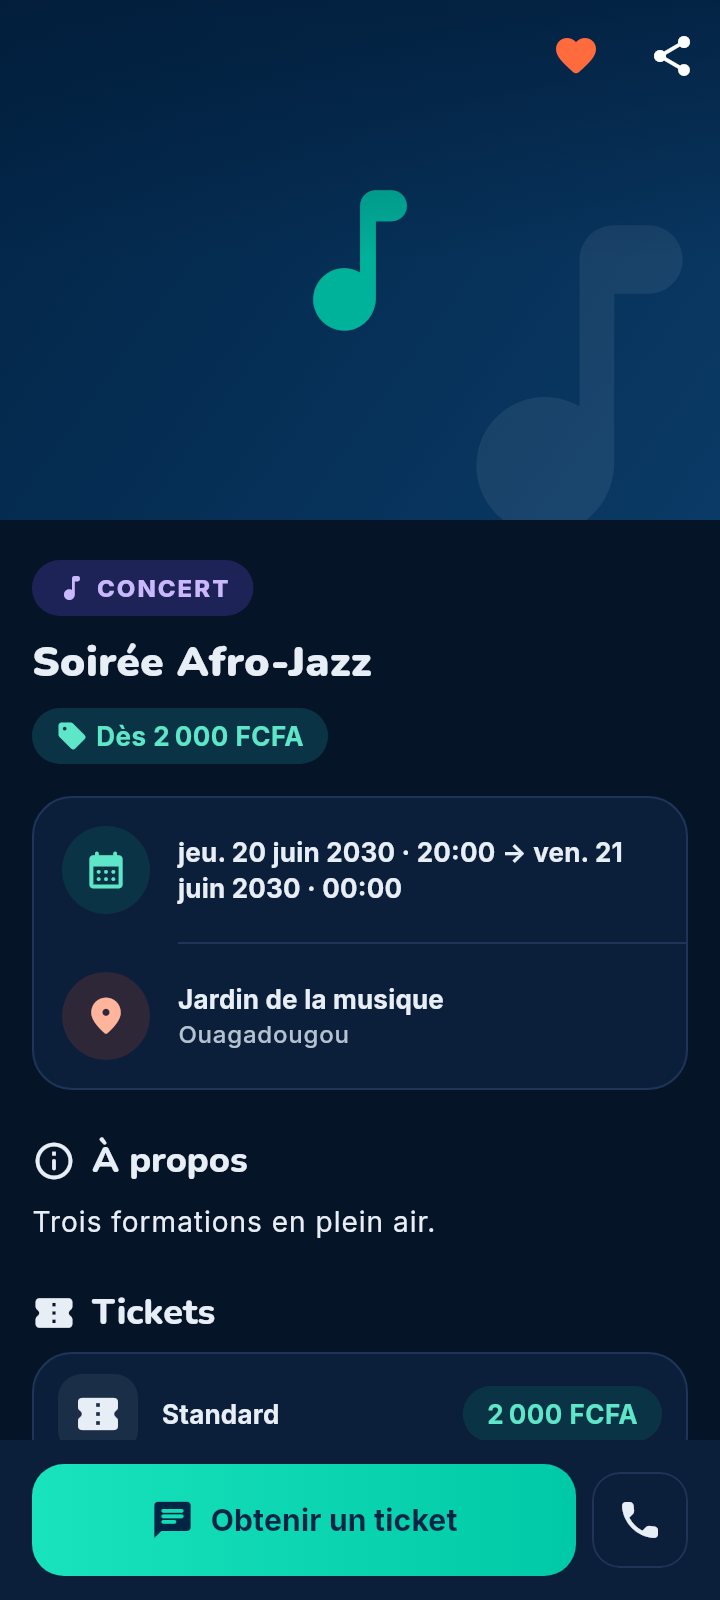 CONCERT
Soirée Afro-Jazz
Dès 2 000 FCFA
jeu. 20 juin 2030 · 20:00 → ven. 21
juin 2030 · 00:00
Jardin de la musique
Ouagadougou
À propos
Trois formations en plein air.
Tickets
Standard
2 000 FCFA
Obtenir un ticket